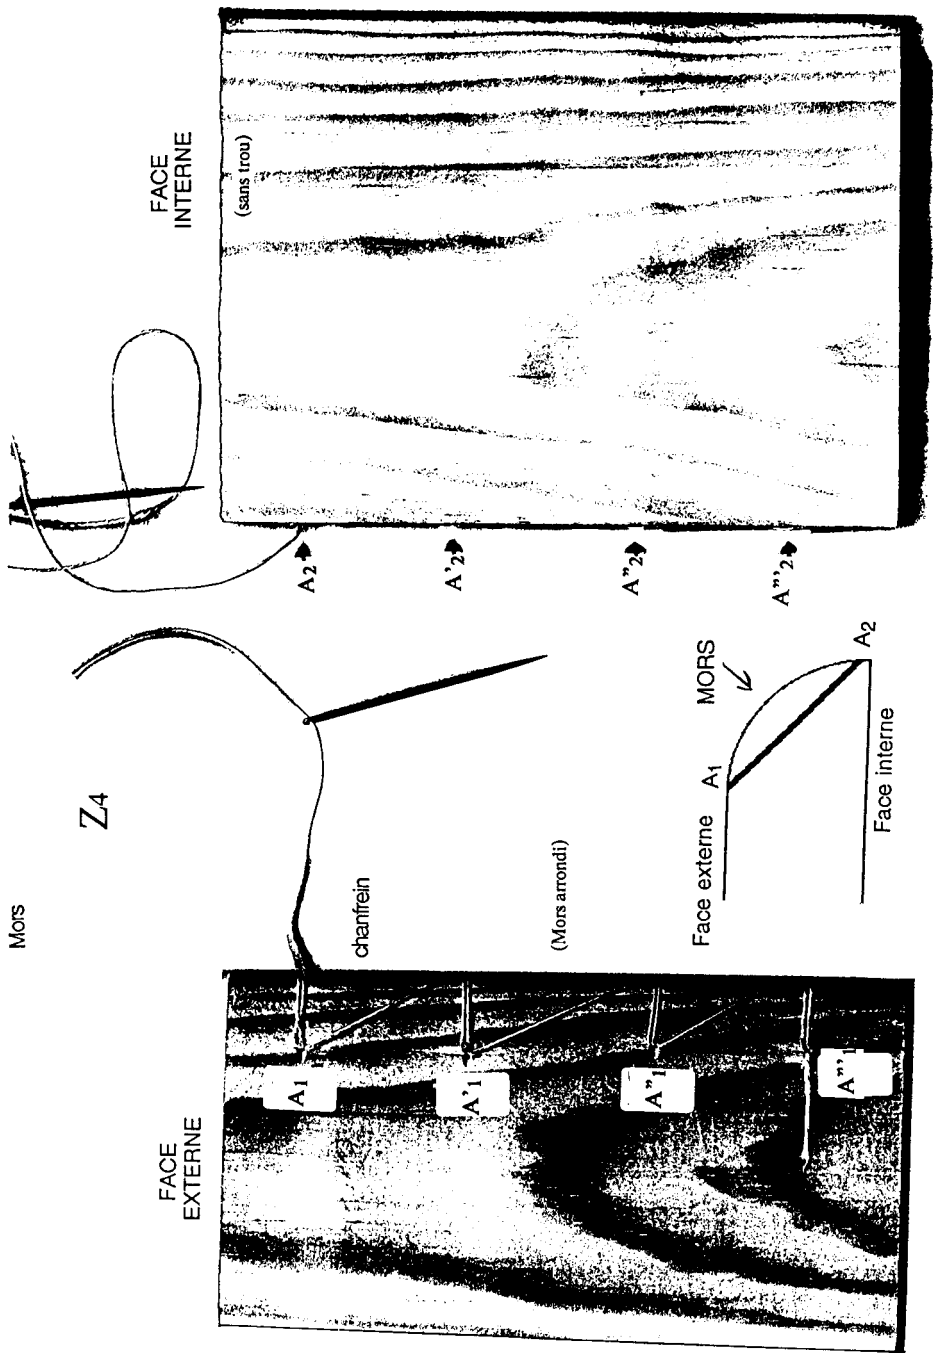 Mors
Z4
FACE
EXTERNE
FACE
INTERNE
(sans trou)
A1
A2
chanfrein
A'1
A'2
(Mors arrondi)
A"1
A"2
A'''1
A'''2
Face externe
A1
MORS
A2
Face interne